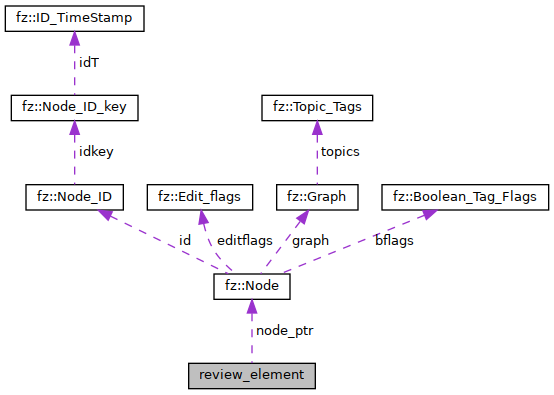 fz::ID_TimeStamp
idT
fz::Node_ID_key
fz::Topic_Tags
idkey
topics
fz::Node_ID
fz::Edit_flags
fz::Graph
fz::Boolean_Tag_Flags
id
editflags
graph
bflags
fz::Node
node_ptr
review_element